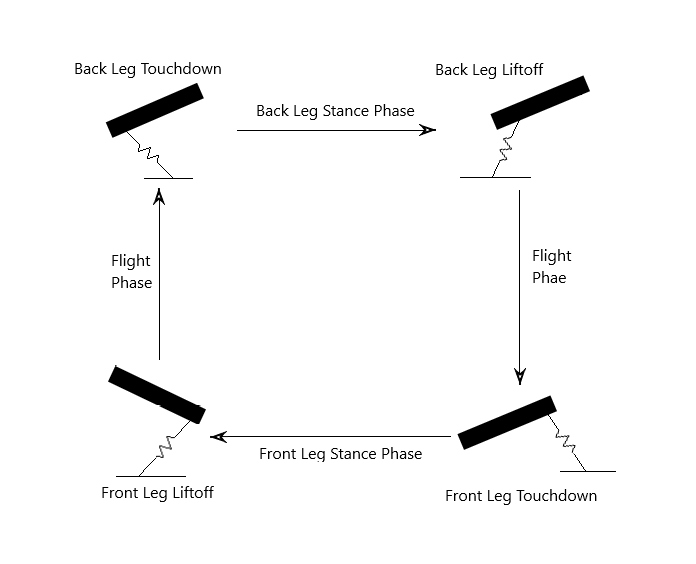 Back Leg Touchdown
Back Leg Liftoff
Back Leg Stance Phase
Flight
Phase
Flight
Phae
Front Leg Stance Phase
Front Leg Liftoff
Front Leg Touchdown